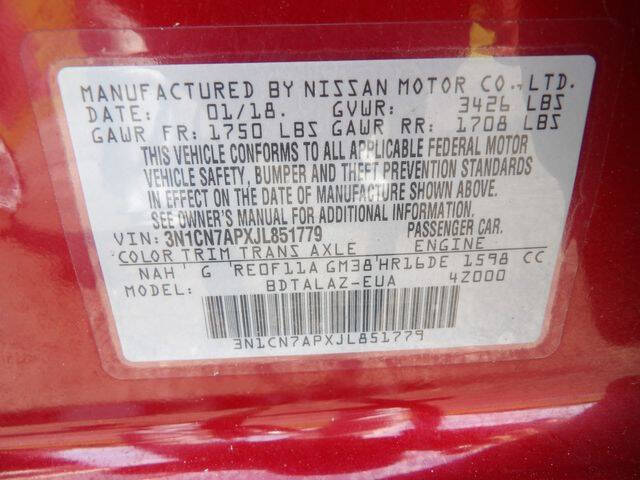 MANUFACTURED BY NISSAN MOTOR CO., LTD.
DATE: 01/18. GVWR: 3426 LBS
GAWR FR: 1750 LBS GAWR RR: 1708 LBS
THIS VEHICLE CONFORMS TO ALL APPLICABLE FEDERAL MOTOR
VEHICLE SAFETY, BUMPER AND THEFT PREVENTION STANDARDS
IN EFFECT ON THE DATE OF MANUFACTURE SHOWN ABOVE.
SEE OWNER'S MANUAL FOR ADDITIONAL INFORMATION.
VIN: 3N1CN7APXJL851779 PASSENGER CAR.
COLOR TRIM TRANS AXLE ENGINE
NAH G RE0F11A GM38 HR16DE 1598 CC
MODEL: BDTALAZ-EUA 4Z000
3N1CN7APXJL851779